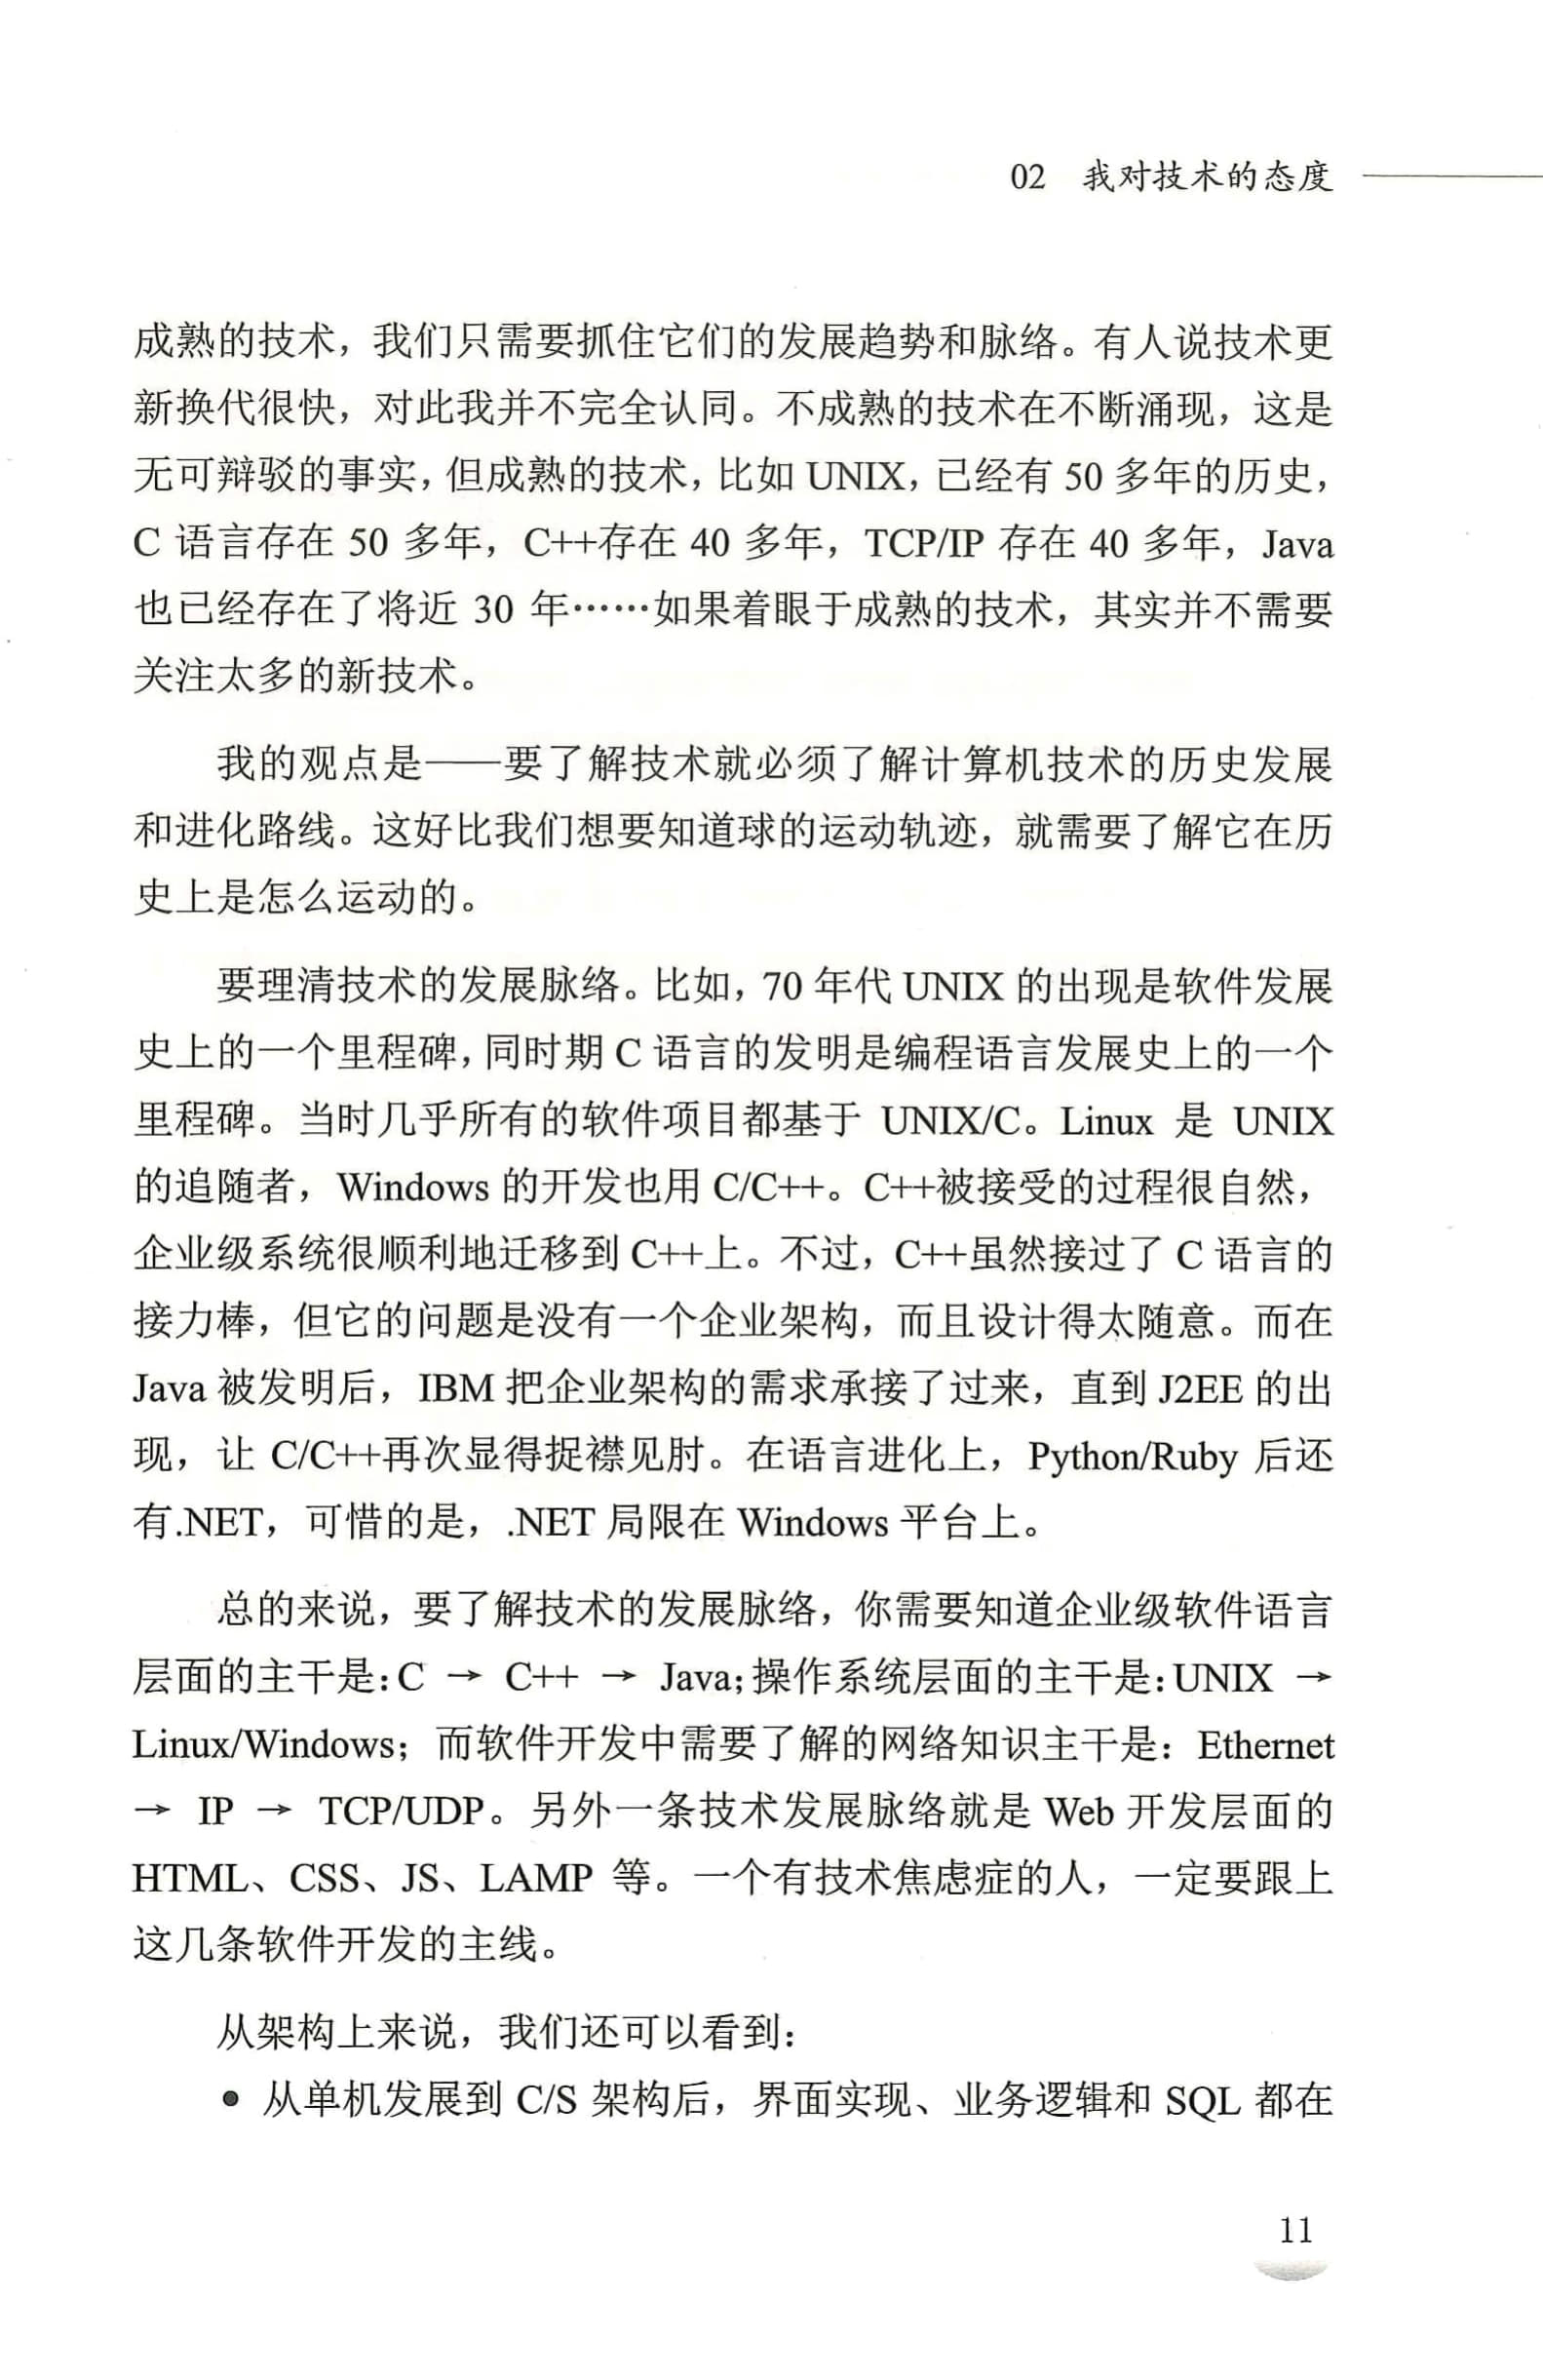 02 我对技术的态度
成熟的技术，我们只需要抓住它们的发展趋势和脉络。有人说技术更
新换代很快，对此我并不完全认同。不成熟的技术在不断涌现，这是
无可辩驳的事实，但成熟的技术，比如 UNIX，已经有 50 多年的历史，
C 语言存在 50 多年，C++存在 40 多年，TCP/IP 存在 40 多年，Java
也已经存在了将近 30 年……如果着眼于成熟的技术，其实并不需要
关注太多的新技术。
我的观点是——要了解技术就必须了解计算机技术的历史发展
和进化路线。这好比我们想要知道球的运动轨迹，就需要了解它在历
史上是怎么运动的。
要理清技术的发展脉络。比如，70 年代 UNIX 的出现是软件发展
史上的一个里程碑，同时期 C 语言的发明是编程语言发展史上的一个
里程碑。当时几乎所有的软件项目都基于 UNIX/C。Linux 是 UNIX
的追随者，Windows 的开发也用 C/C++。C++被接受的过程很自然，
企业级系统很顺利地迁移到 C++上。不过，C++虽然接过了 C 语言的
接力棒，但它的问题是没有一个企业架构，而且设计得太随意。而在
Java 被发明后，IBM 把企业架构的需求承接了过来，直到 J2EE 的出
现，让 C/C++再次显得捉襟见肘。在语言进化上，Python/Ruby 后还
有.NET，可惜的是，.NET 局限在 Windows 平台上。
总的来说，要了解技术的发展脉络，你需要知道企业级软件语言
层面的主干是：C → C++ → Java；操作系统层面的主干是：UNIX →
Linux/Windows；而软件开发中需要了解的网络知识主干是：Ethernet
→ IP → TCP/UDP。另外一条技术发展脉络就是 Web 开发层面的
HTML、CSS、JS、LAMP 等。一个有技术焦虑症的人，一定要跟上
这几条软件开发的主线。
从架构上来说，我们还可以看到：
● 从单机发展到 C/S 架构后，界面实现、业务逻辑和 SQL 都在
11